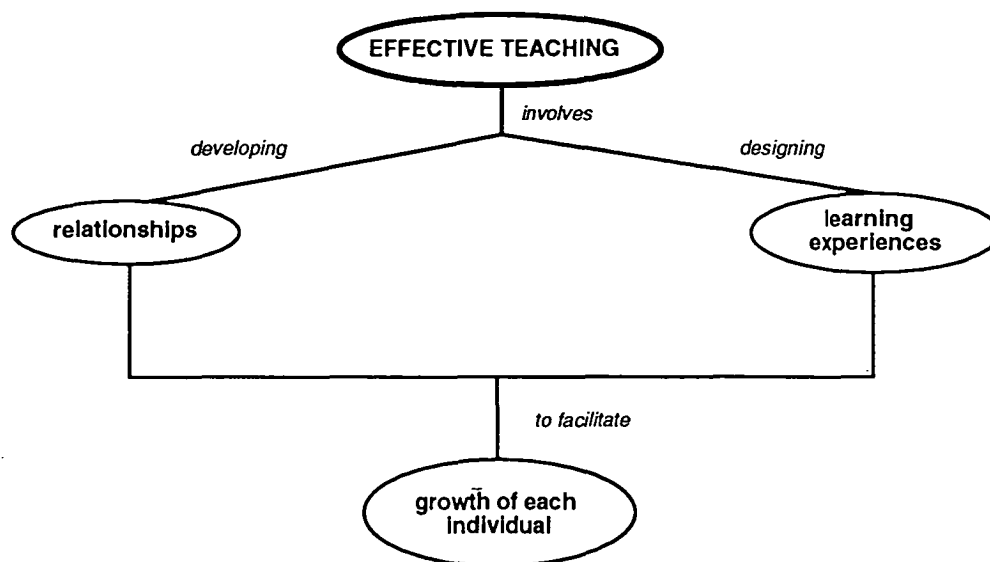 EFFECTIVE TEACHING
involves
developing
designing
relationships
learning
experiences
to facilitate
growth of each
individual